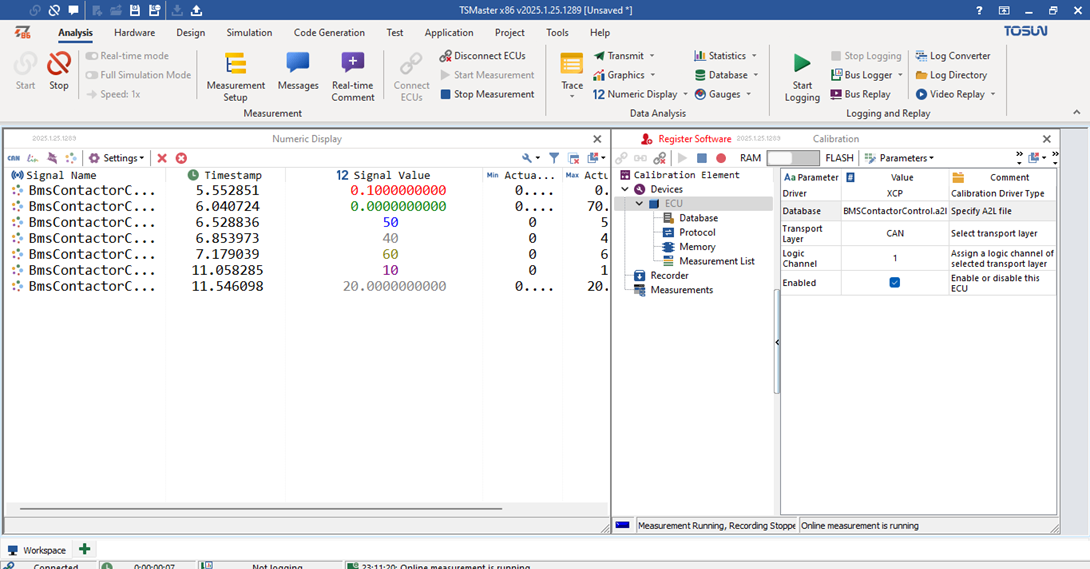 TSMaster x86 v2025.1.25.1289 [Unsaved *]
Analysis Hardware Design Simulation Code Generation Test Application Project Tools Help
TOSUN
Start
Stop
Real-time mode
Full Simulation Mode
Speed: 1x
Measurement Setup
Messages
Real-time Comment
Measurement
Connect ECUs
Disconnect ECUs
Start Measurement
Stop Measurement
Trace
Transmit
Graphics
12 Numeric Display
Statistics
Database
Gauges
Data Analysis
Start Logging
Stop Logging
Bus Logger
Bus Replay
Log Converter
Log Directory
Video Replay
Logging and Replay
2025.1.25.1289 Numeric Display
CAN Settings
Signal Name Timestamp 12 Signal Value Min Actua... Max Actu
BmsContactorC... 5.552851 0.1000000000 0.... 0.
BmsContactorC... 6.040724 0.0000000000 0.... 70.
BmsContactorC... 6.528836 50 0 5
BmsContactorC... 6.853973 40 0 4
BmsContactorC... 7.179039 60 0 6
BmsContactorC... 11.058285 10 0 1
BmsContactorC... 11.546098 20.0000000000 0.... 20.
Register Software 2025.1.25.1289 Calibration
RAM FLASH Parameters
Calibration Element
Devices
ECU
Database
Protocol
Memory
Measurement List
Recorder
Measurements
Aa Parameter # Value Comment
Driver XCP Calibration Driver Type
Database BMSContactorControl.a2l Specify A2L file
Transport Layer CAN Select transport layer
Logic Channel 1 Assign a logic channel of selected transport layer
Enabled Enable or disable this ECU
Measurement Running, Recording Stoppe Online measurement is running
Workspace
Connected 0:00:00:07 Not logging 23:11:20: Online measurement is running